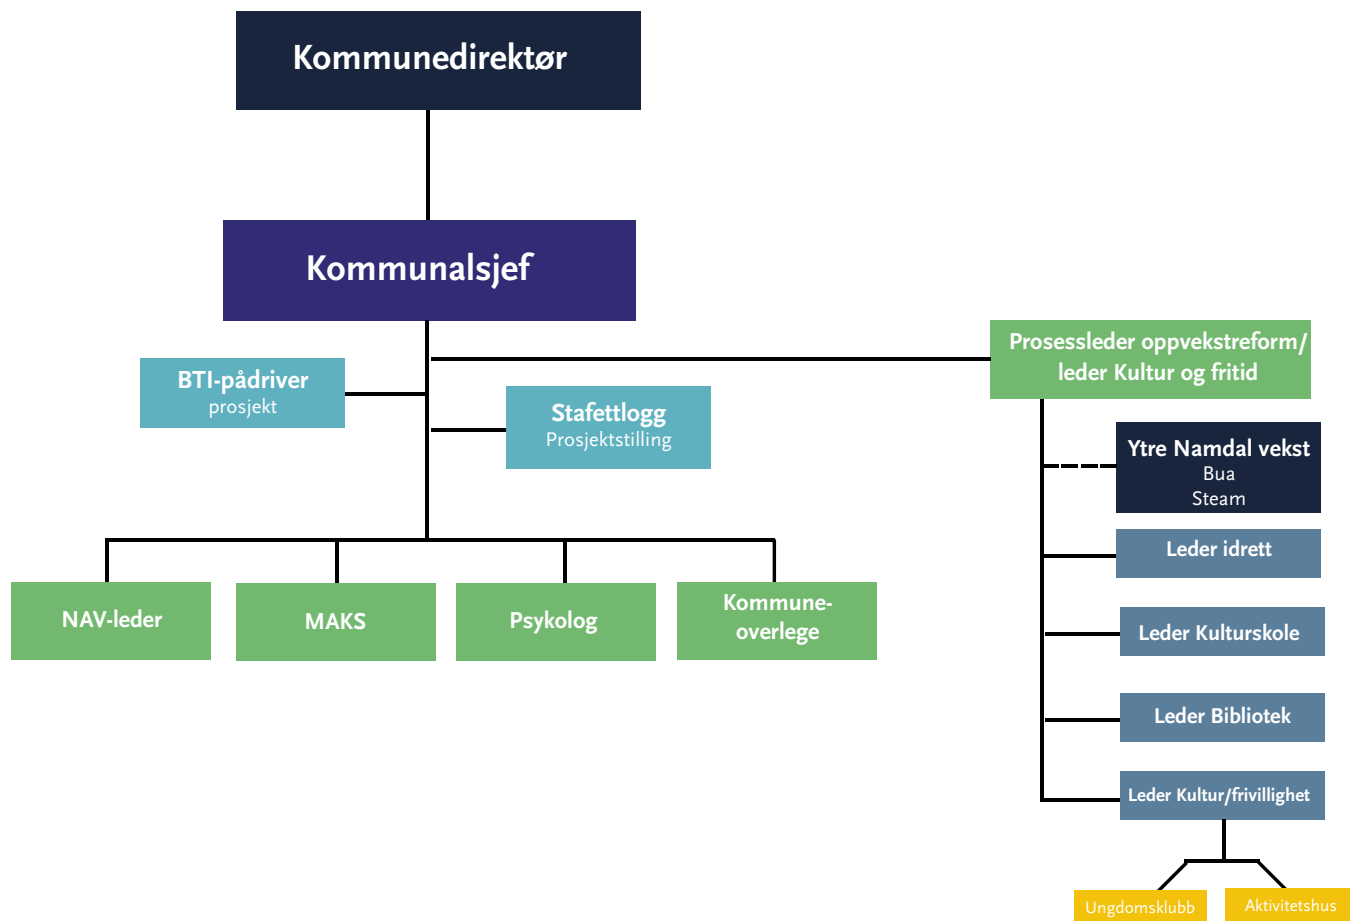 Kommunedirektør
Kommunalsjef
Prosessleder oppvekstreform/
leder Kultur og fritid
BTI-pådriver
prosjekt
Stafettlogg
Prosjektstilling
Ytre Namdal vekst
Bua
Steam
Leder idrett
NAV-leder
MAKS
Psykolog
Kommune-
overlege
Leder Kulturskole
Leder Bibliotek
Leder Kultur/frivillighet
Ungdomsklubb
Aktivitetshus